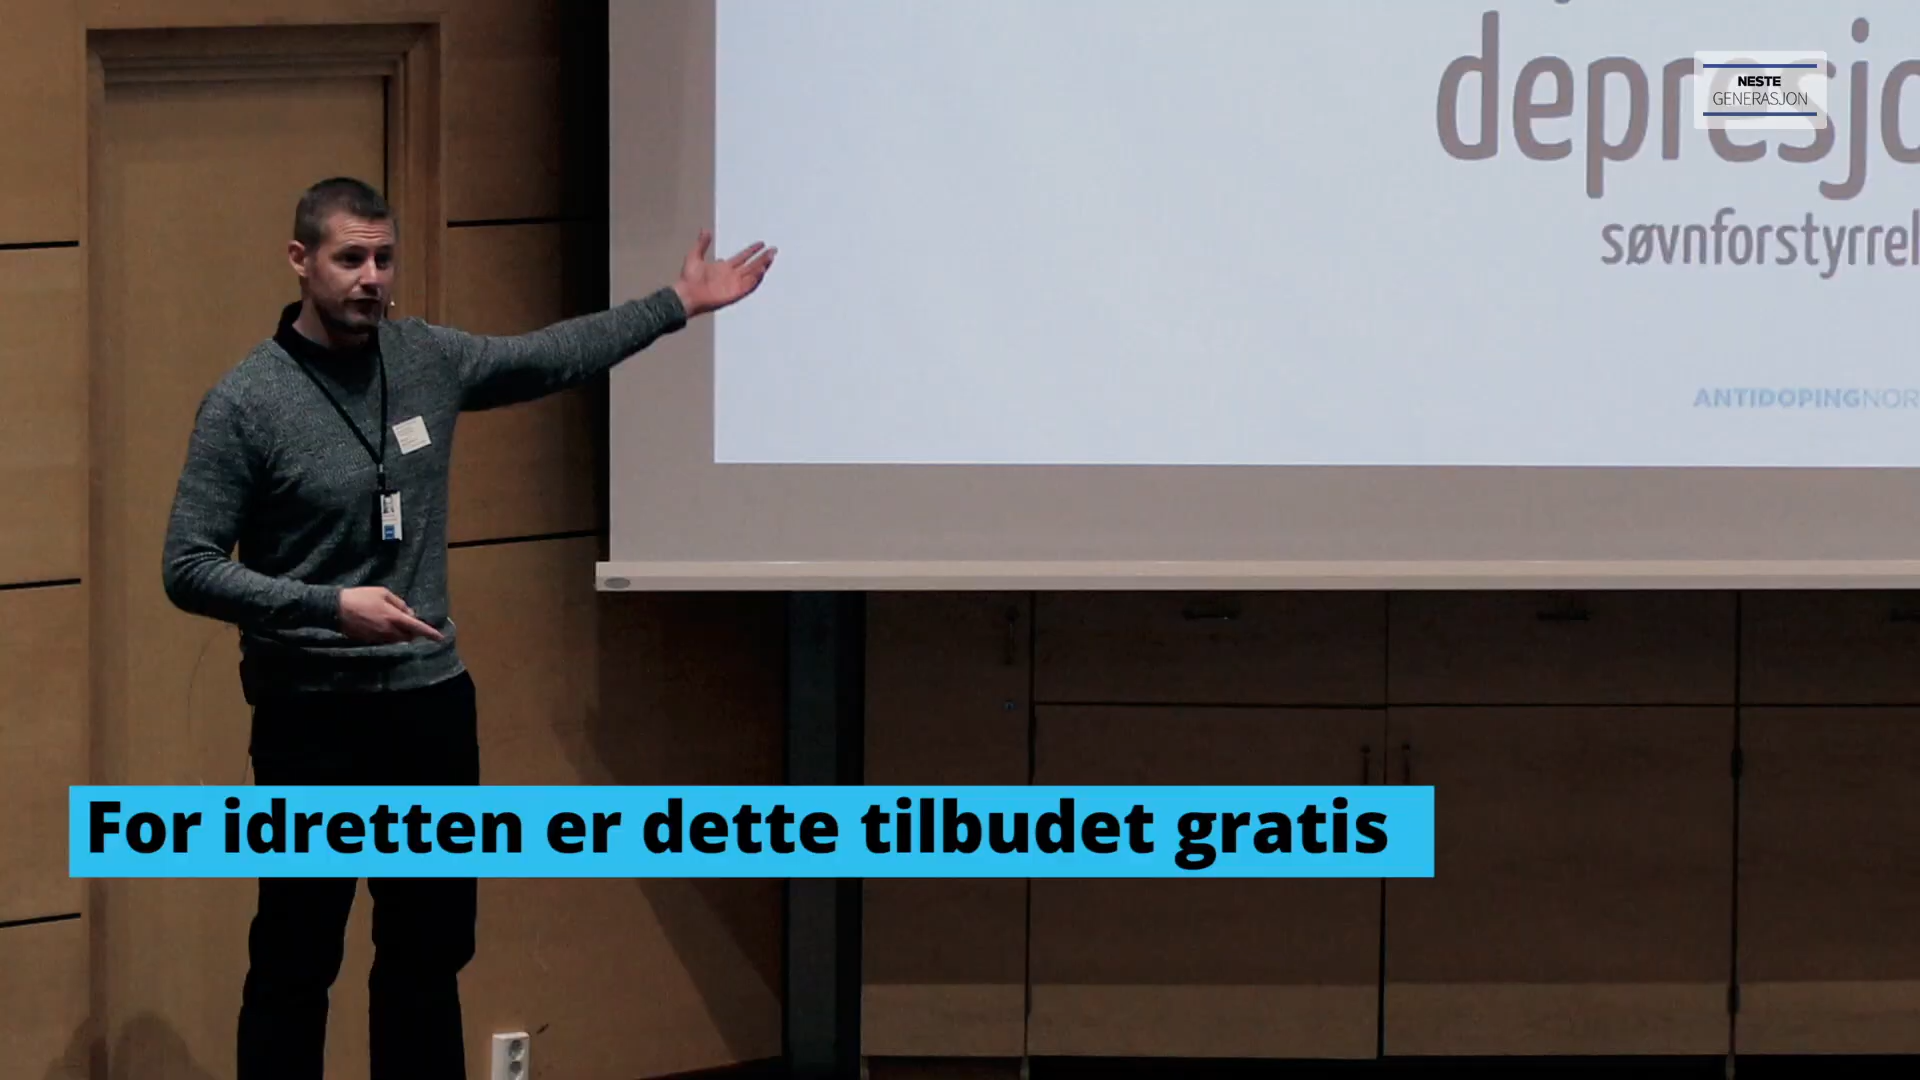 depresjo
NESTE
GENERASJON
søvnforstyrrel
ANTIDOPINGNOR
For idretten er dette tilbudet gratis